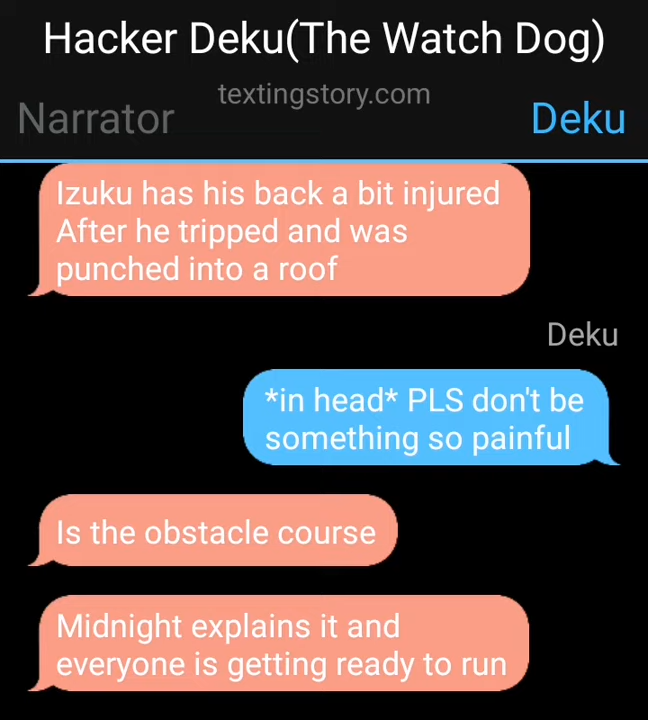 Hacker Deku(The Watch Dog)
textingstory.com
Narrator
Deku
Izuku has his back a bit injured
After he tripped and was
punched into a roof
Deku
*in head* PLS don't be
something so painful
Is the obstacle course
Midnight explains it and
everyone is getting ready to run